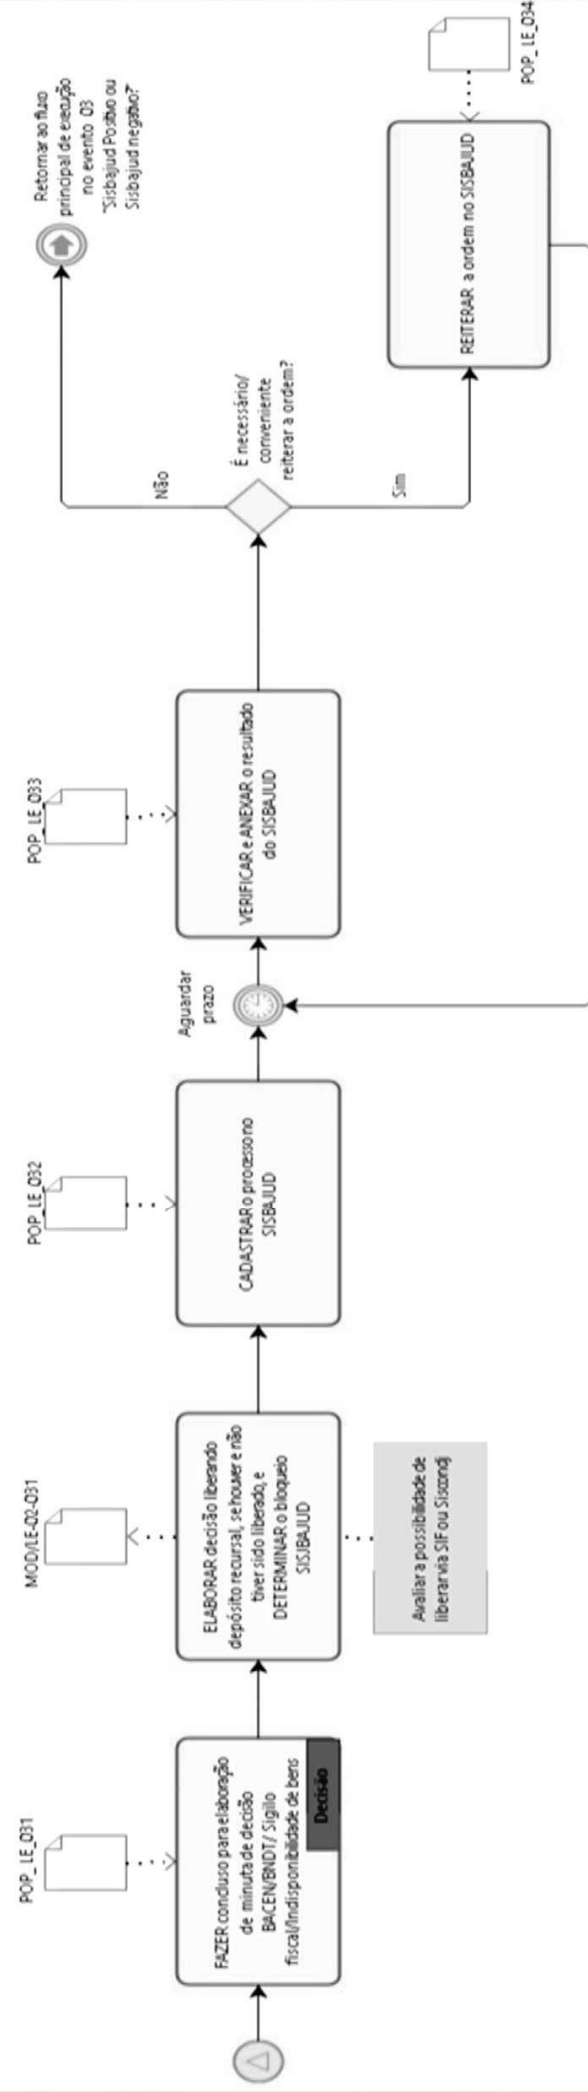 POP_LE_031
FAZER concluso para elaboração
de minuta de decisão
BACEN/BNDT/ Sigilo
fiscal/Indisponibilidade de bens
Decisão
MOD/LE-02-031
ELABORAR decisão liberando
depósito recursal, se houver e não
tiver sido liberado, e
DETERMINAR o bloqueio
SISJBAJUD
Avaliar a possibilidade de
liberar via SIF ou Siscondj
POP_LE_032
CADASTRAR o processo no
SISBAJUD
Aguardar
prazo
POP_LE_033
VERIFICAR e ANEXAR o resultado
do SISBAJUD
É necessário/
conveniente
reiterar a ordem?
Não
Sim
Retornar ao fluxo
principal de execução
no evento 03
"Sisbajud Positivo ou
Sisbajud negativo?
REITERAR a ordem no SISBAJUD
POP_LE_034